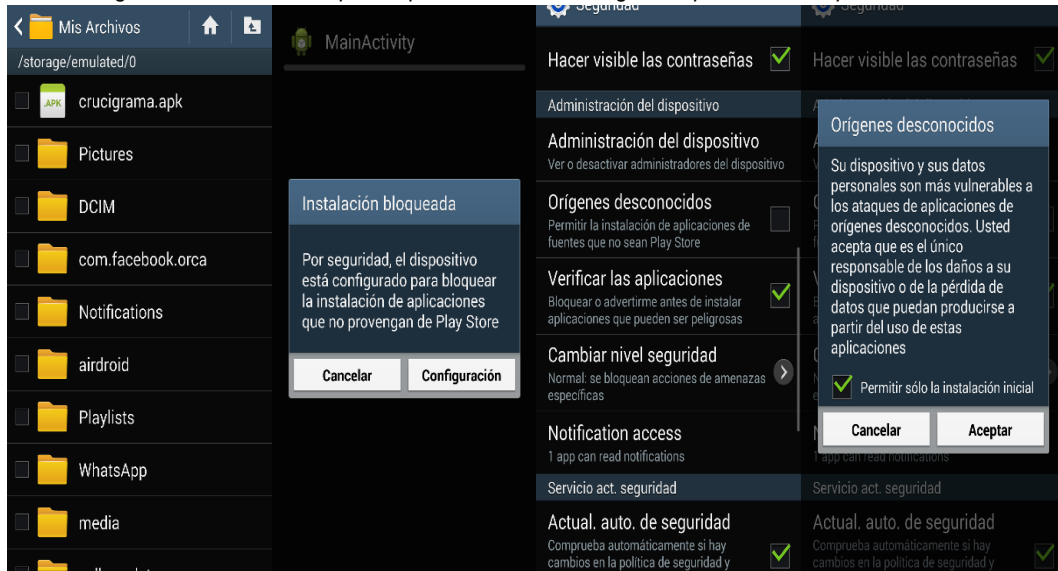 Mis Archivos
/storage/emulated/0
.APK
crucigrama.apk
Pictures
DCIM
com.facebook.orca
Notifications
airdroid
Playlists
WhatsApp
media
MainActivity
Instalación bloqueada
Por seguridad, el dispositivo
está configurado para bloquear
la instalación de aplicaciones
que no provengan de Play Store
Cancelar
Configuración
Seguridad
Hacer visible las contraseñas
Administración del dispositivo
Administración del dispositivo
Ver o desactivar administradores del dispositivo
Orígenes desconocidos
Permitir la instalación de aplicaciones de
fuentes que no sean Play Store
Verificar las aplicaciones
Bloquear o advertirme antes de instalar
aplicaciones que pueden ser peligrosas
Cambiar nivel seguridad
Normal: se bloquean acciones de amenazas
específicas
Notification access
1 app can read notifications
Servicio act. seguridad
Actual. auto. de seguridad
Comprueba automáticamente si hay
cambios en la política de seguridad y
Seguridad
Hacer visible las contraseñas
Orígenes desconocidos
Su dispositivo y sus datos
personales son más vulnerables a
los ataques de aplicaciones de
orígenes desconocidos. Usted
acepta que es el único
responsable de los daños a su
dispositivo o de la pérdida de
datos que puedan producirse a
partir del uso de estas
aplicaciones
Permitir sólo la instalación inicial
Cancelar
Aceptar
1 app can read notifications
Servicio act. seguridad
Actual. auto. de seguridad
Comprueba automáticamente si hay
cambios en la política de seguridad y